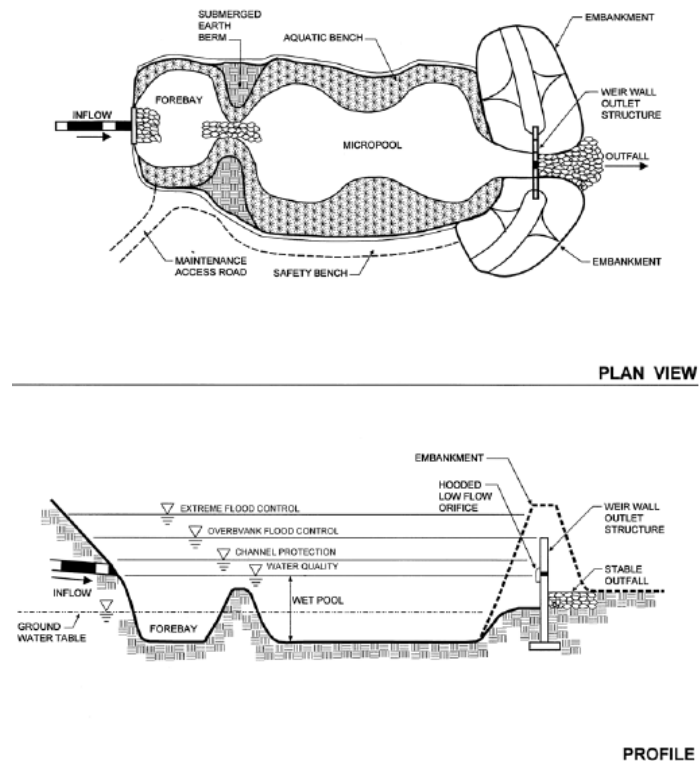 SUBMERGED
EARTH
BERM
AQUATIC BENCH
EMBANKMENT
FOREBAY
WEIR WALL
OUTLET
STRUCTURE
INFLOW
MICROPOOL
OUTFALL
MAINTENANCE
ACCESS ROAD
SAFETY BENCH
EMBANKMENT
PLAN VIEW
EMBANKMENT
HOODED
LOW FLOW
ORIFICE
EXTREME FLOOD CONTROL
WEIR WALL
OUTLET
STRUCTURE
OVERBVANK FLOOD CONTROL
CHANNEL PROTECTION
WATER QUALITY
STABLE
OUTFALL
INFLOW
WET POOL
GROUND
WATER TABLE
FOREBAY
PROFILE